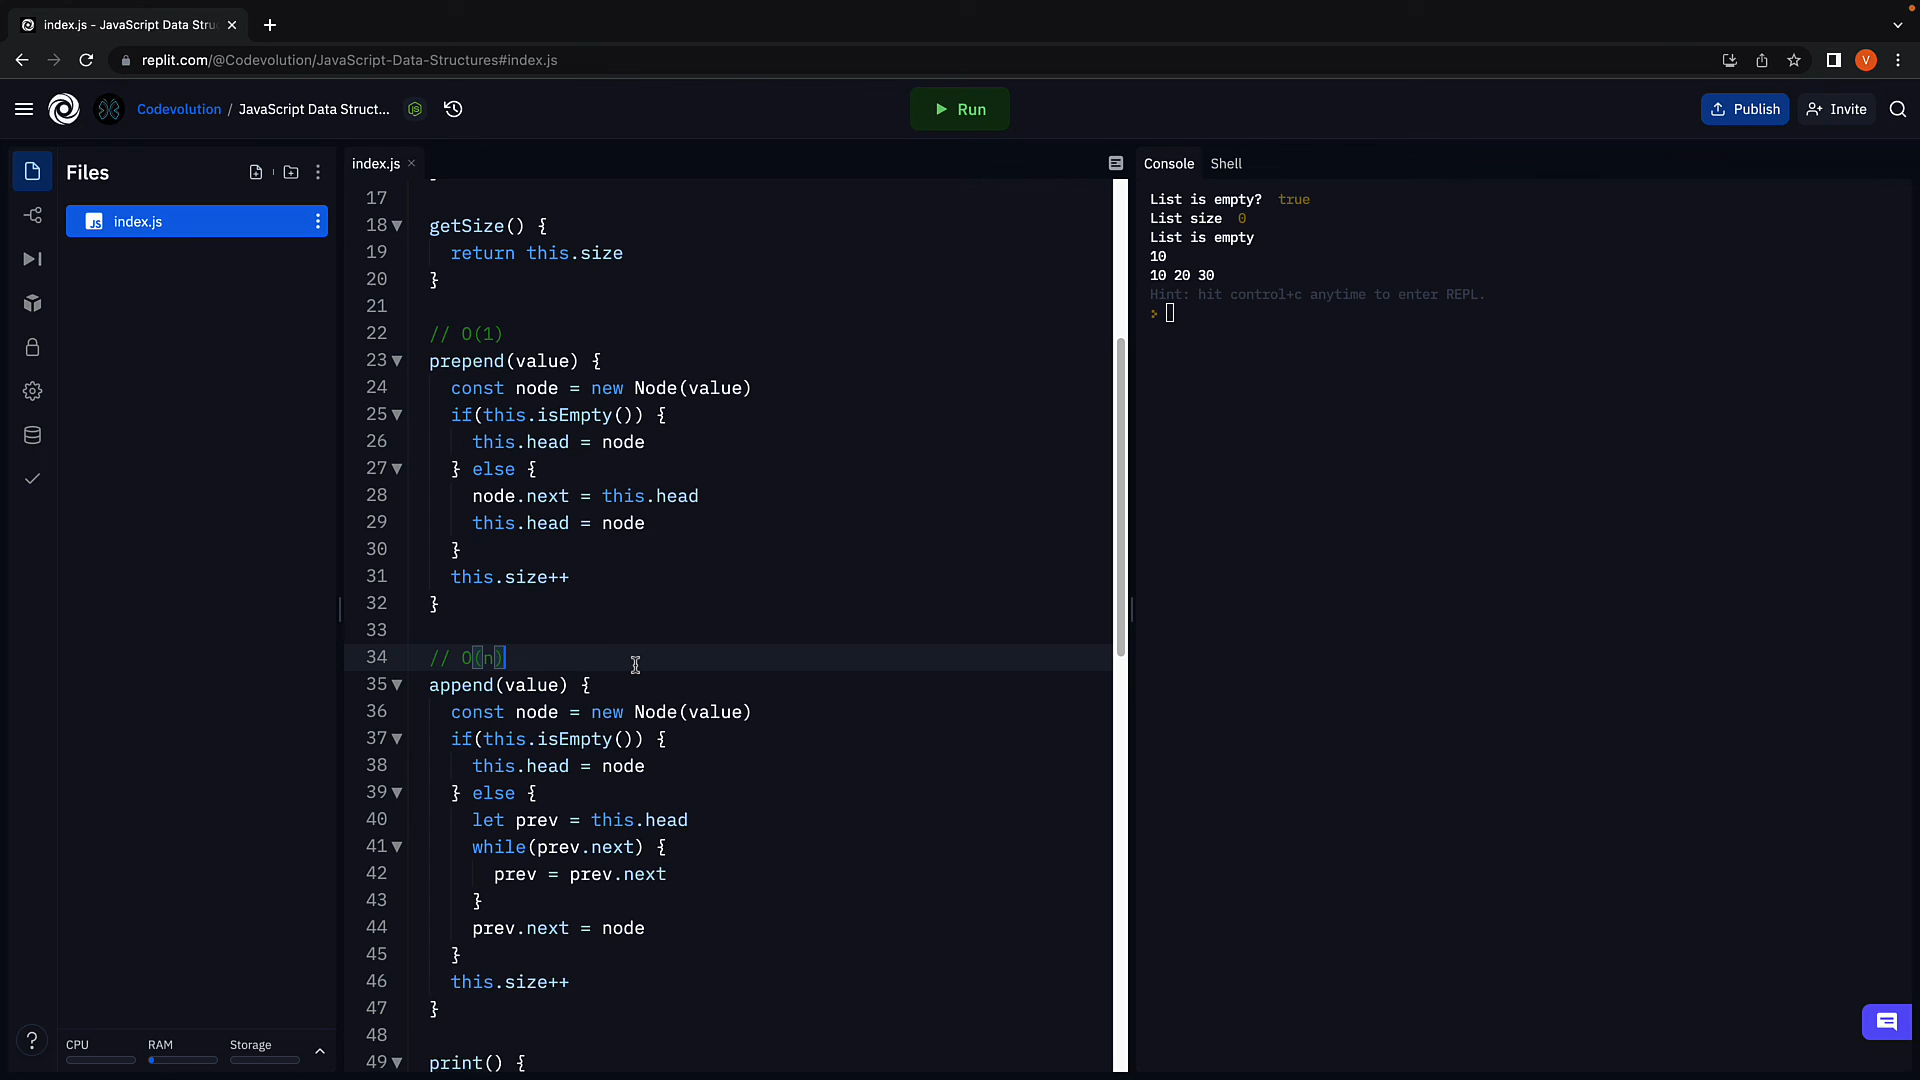 index.js - JavaScript Data Stru
replit.com/@Codevolution/JavaScript-Data-Structures#index.js
V
Codevolution / JavaScript Data Struct...
Run
Publish
Invite
Files
JS index.js
index.js
17
18 getSize() {
19 return this.size
20 }
21
22 // O(1)
23 prepend(value) {
24 const node = new Node(value)
25 if(this.isEmpty()) {
26 this.head = node
27 } else {
28 node.next = this.head
29 this.head = node
30 }
31 this.size++
32 }
33
34 // O(n)
35 append(value) {
36 const node = new Node(value)
37 if(this.isEmpty()) {
38 this.head = node
39 } else {
40 let prev = this.head
41 while(prev.next) {
42 prev = prev.next
43 }
44 prev.next = node
45 }
46 this.size++
47 }
48
49 print() {
Console Shell
List is empty? true
List size 0
List is empty
10
10 20 30
Hint: hit control+c anytime to enter REPL.
?
CPU RAM Storage